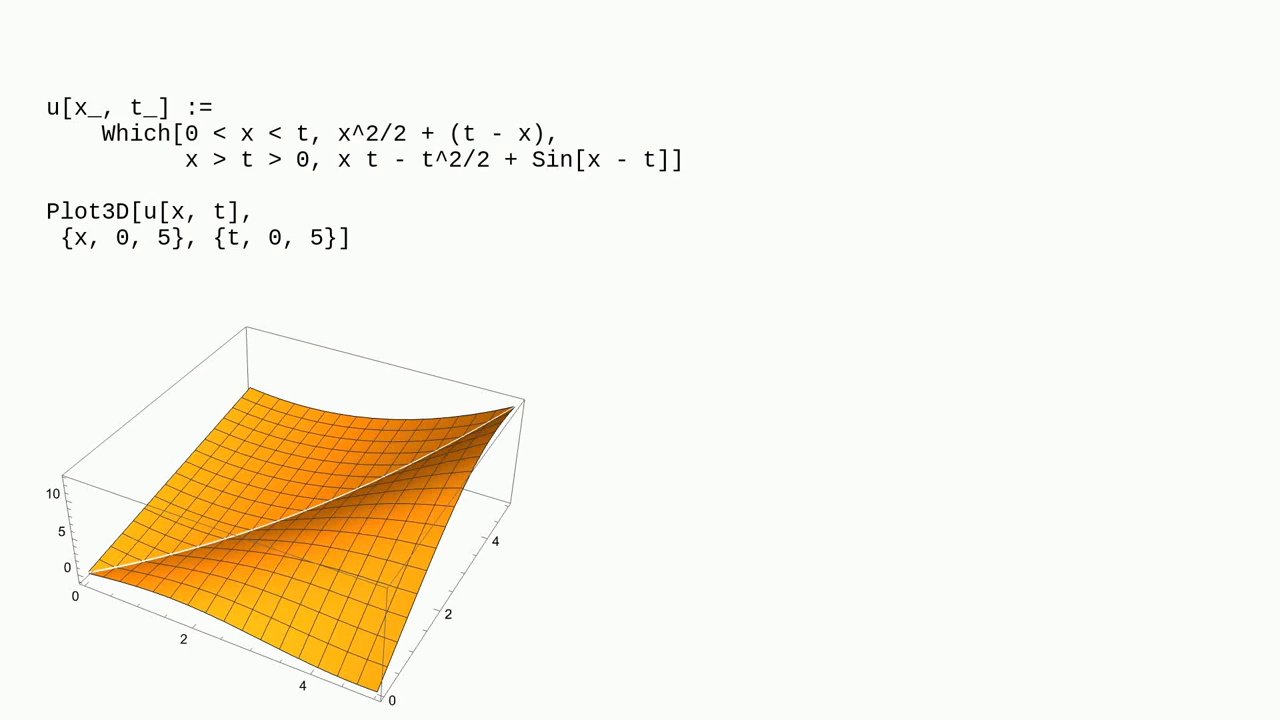 u[x_, t_] :=
Which[0 < x < t, x^2/2 + (t - x),
x > t > 0, x t - t^2/2 + Sin[x - t]]
Plot3D[u[x, t],
{x, 0, 5}, {t, 0, 5}]
10
5
0
0
2
4
0
2
4